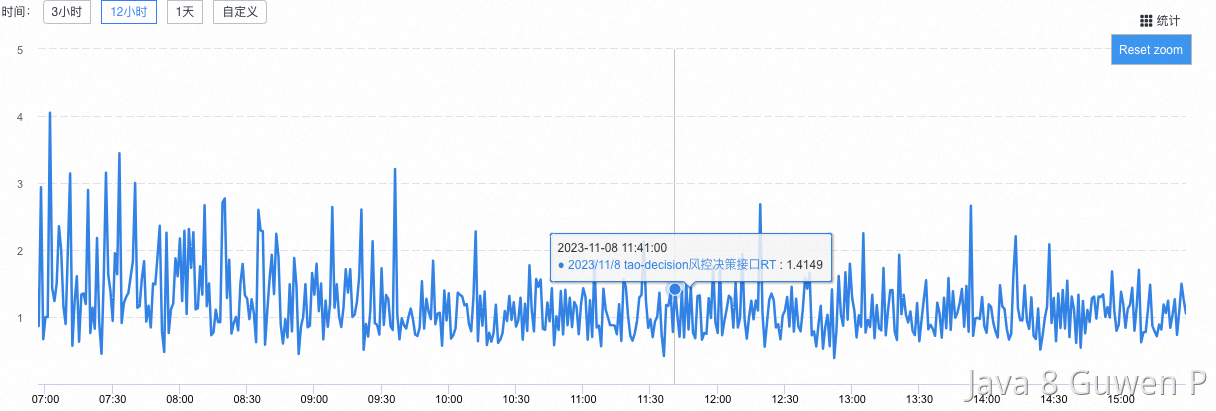 时间： 3小时 12小时 1天 自定义
统计
Reset zoom
5
4
3
2
1
2023-11-08 11:41:00
● 2023/11/8 tao-decision风控决策接口RT : 1.4149
07:00 07:30 08:00 08:30 09:00 09:30 10:00 10:30 11:00 11:30 12:00 12:30 13:00 13:30 14:00 14:30 15:00
Java 8 Guwen P